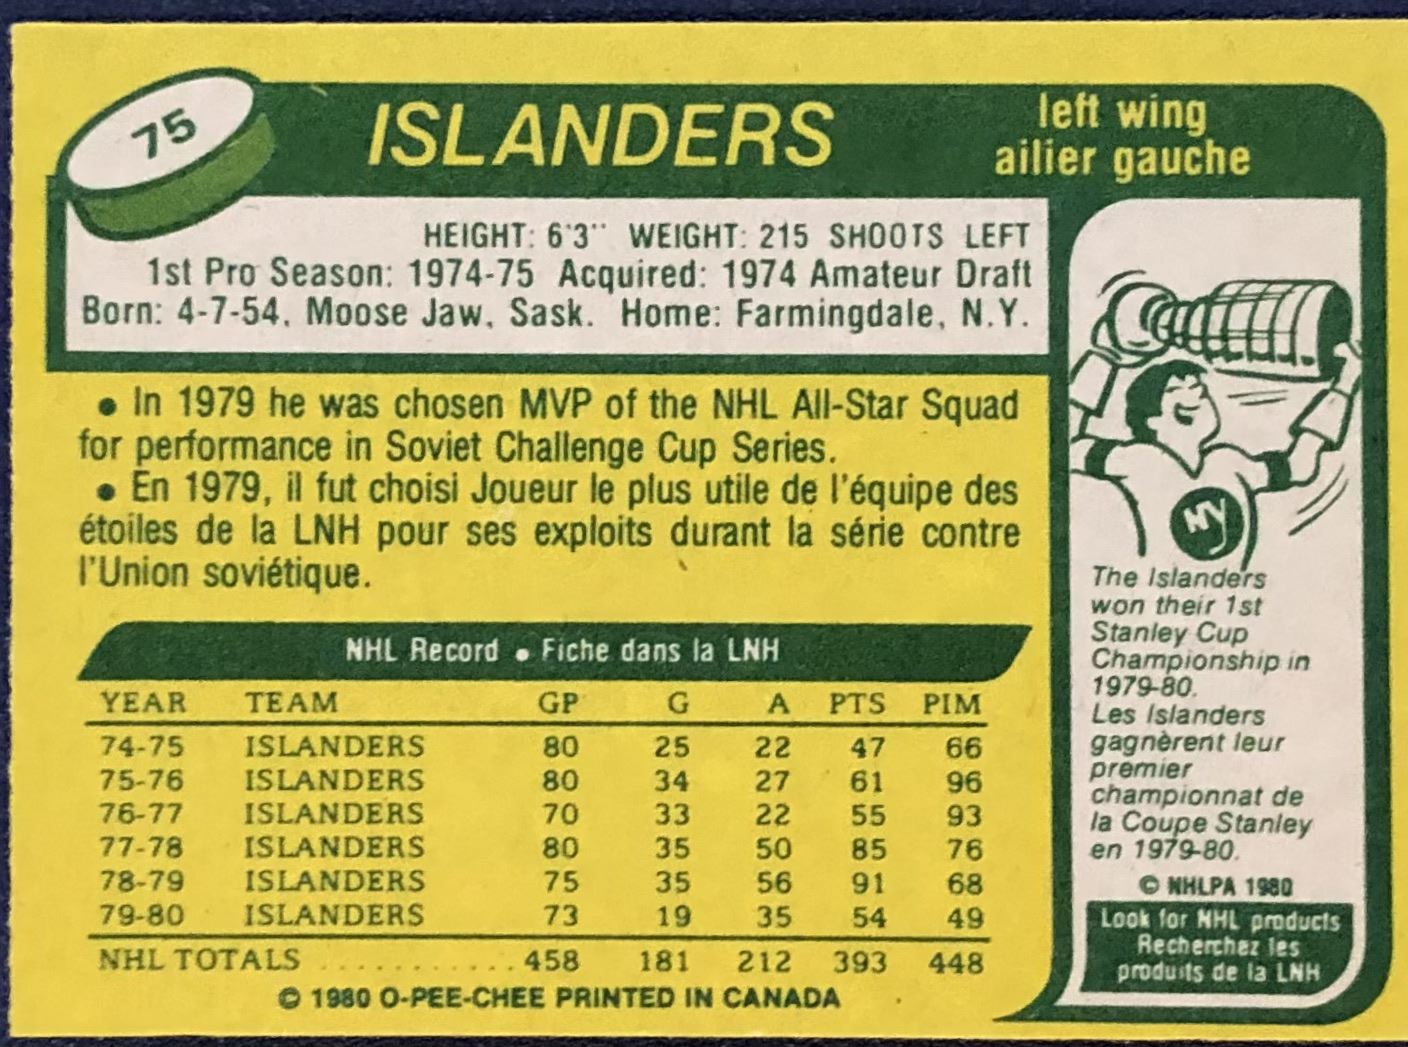 75
ISLANDERS
left wing
ailier gauche
HEIGHT: 6'3'' WEIGHT: 215 SHOOTS LEFT
1st Pro Season: 1974-75 Acquired: 1974 Amateur Draft
Born: 4-7-54, Moose Jaw, Sask. Home: Farmingdale, N.Y.
• In 1979 he was chosen MVP of the NHL All-Star Squad
for performance in Soviet Challenge Cup Series.
• En 1979, il fut choisi Joueur le plus utile de l'équipe des
étoiles de la LNH pour ses exploits durant la série contre
l'Union soviétique.
NHL Record • Fiche dans la LNH
YEAR TEAM GP G A PTS PIM
74-75 ISLANDERS 80 25 22 47 66
75-76 ISLANDERS 80 34 27 61 96
76-77 ISLANDERS 70 33 22 55 93
77-78 ISLANDERS 80 35 50 85 76
78-79 ISLANDERS 75 35 56 91 68
79-80 ISLANDERS 73 19 35 54 49
NHL TOTALS ............ 458 181 212 393 448
© 1980 O-PEE-CHEE PRINTED IN CANADA
NY
The Islanders
won their 1st
Stanley Cup
Championship in
1979-80.
Les Islanders
gagnèrent leur
premier
championnat de
la Coupe Stanley
en 1979-80.
© NHLPA 1980
Look for NHL products
Recherchez les
produits de la LNH